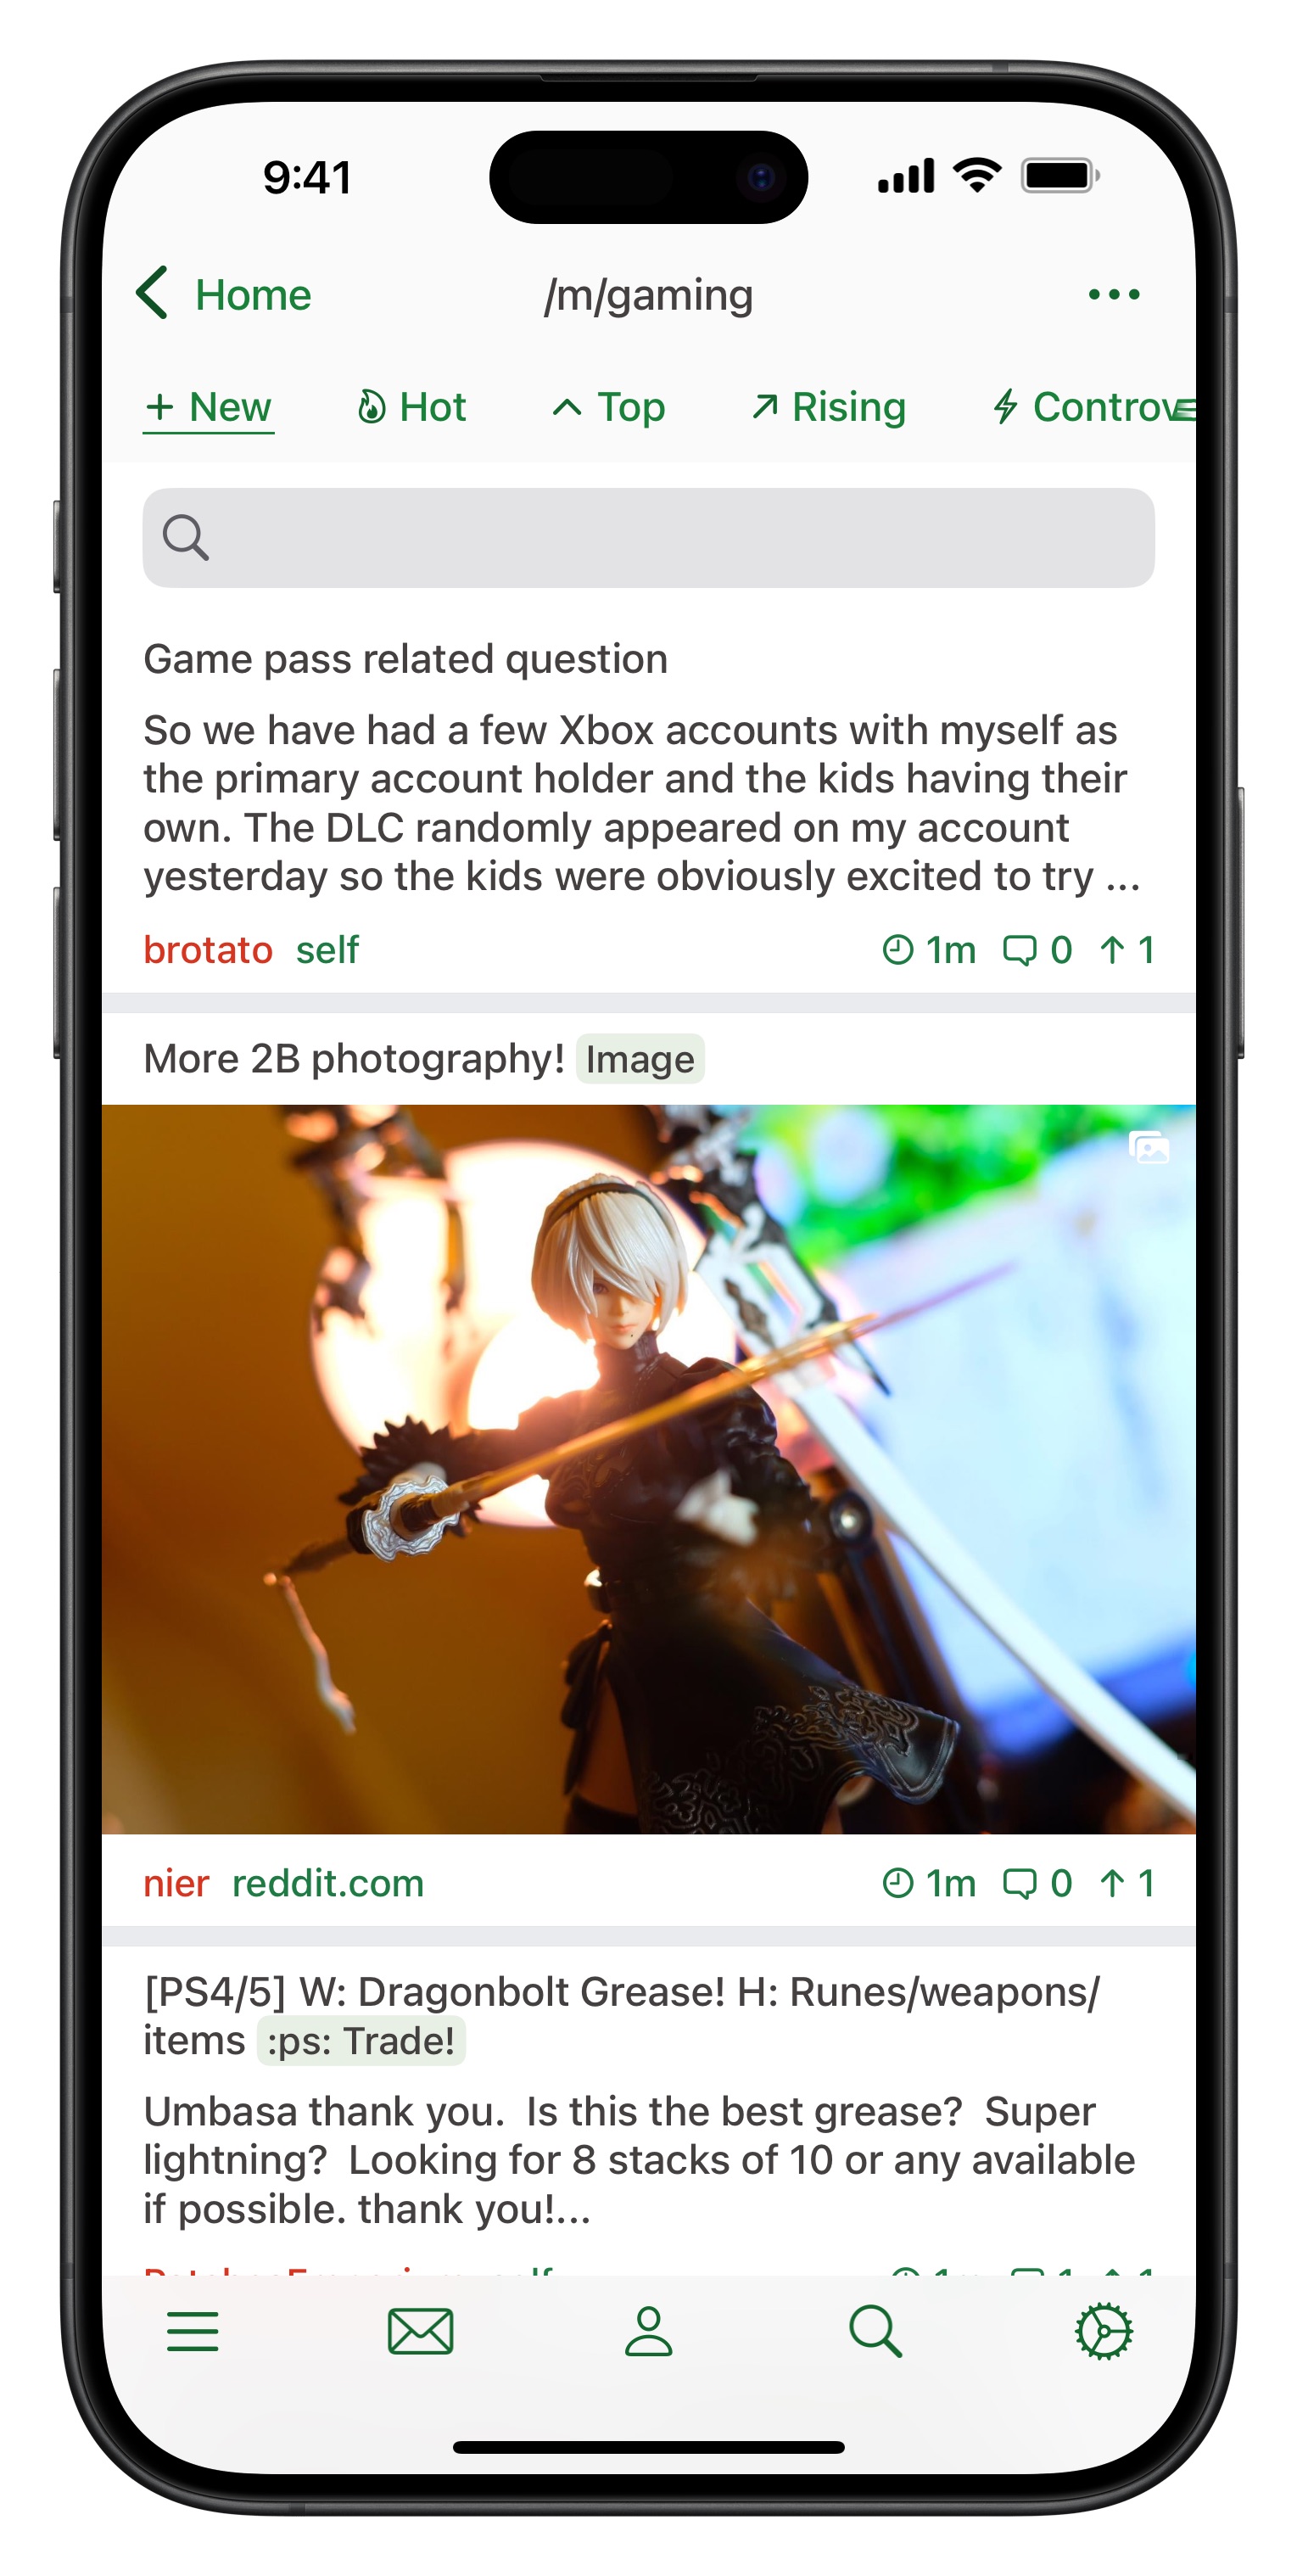 9:41
Home
/m/gaming
New
Hot
Top
Rising
Controv
Game pass related question
So we have had a few Xbox accounts with myself as
the primary account holder and the kids having their
own. The DLC randomly appeared on my account
yesterday so the kids were obviously excited to try ...
brotato self
1m 0 1
More 2B photography! Image
nier reddit.com
1m 0 1
[PS4/5] W: Dragonbolt Grease! H: Runes/weapons/
items :ps: Trade!
Umbasa thank you.  Is this the best grease?  Super
lightning?  Looking for 8 stacks of 10 or any available
if possible. thank you!...